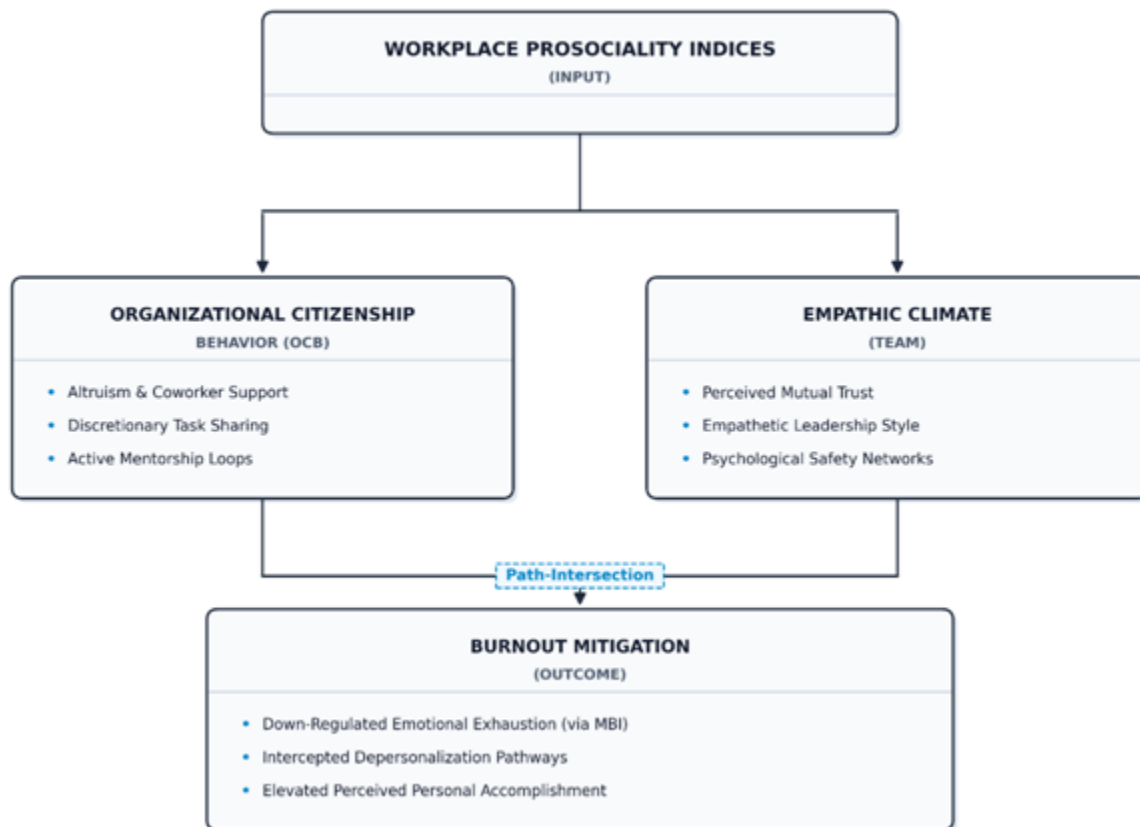 WORKPLACE PROSOCIALITY INDICES
(INPUT)
ORGANIZATIONAL CITIZENSHIP
BEHAVIOR (OCB)
• Altruism & Coworker Support
• Discretionary Task Sharing
• Active Mentorship Loops
EMPATHIC CLIMATE
(TEAM)
• Perceived Mutual Trust
• Empathetic Leadership Style
• Psychological Safety Networks
Path-Intersection
BURNOUT MITIGATION
(OUTCOME)
• Down-Regulated Emotional Exhaustion (via MBI)
• Intercepted Depersonalization Pathways
• Elevated Perceived Personal Accomplishment